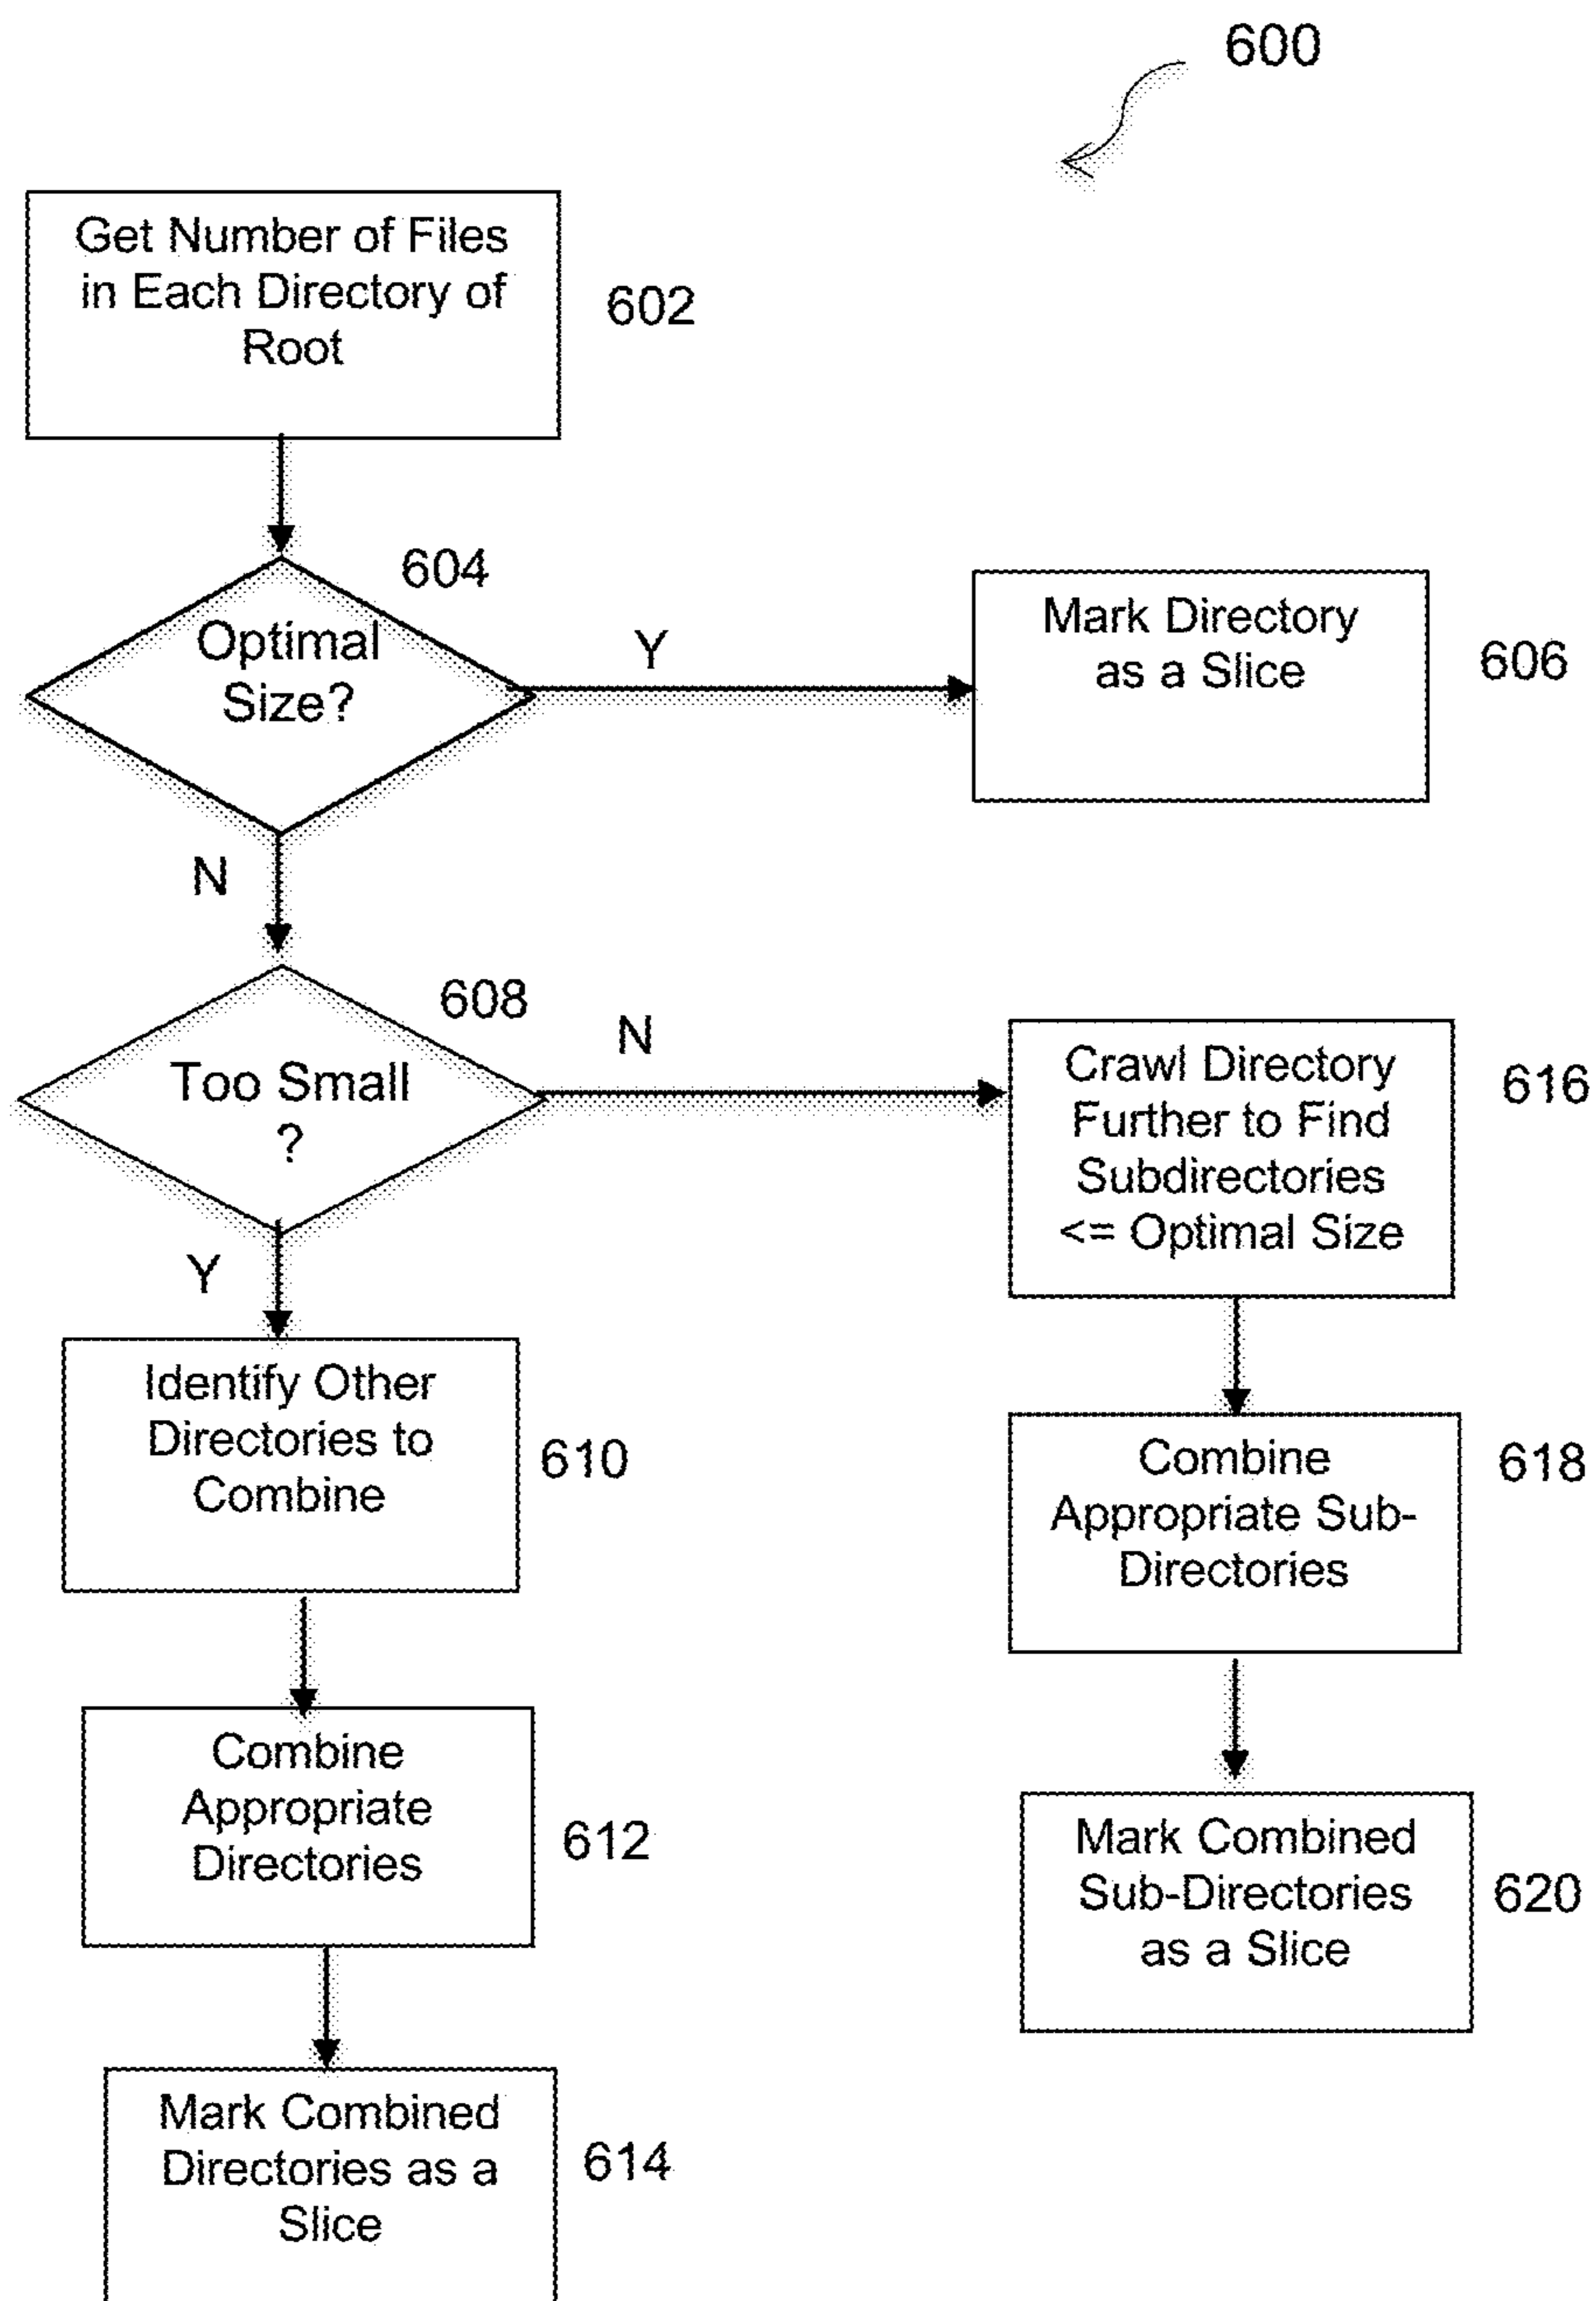 600
Get Number of Files
in Each Directory of
Root
602
604
Optimal
Size?
Y
Mark Directory
as a Slice
606
N
608
Too Small
?
N
Crawl Directory
Further to Find
Subdirectories
<= Optimal Size
616
Y
Identify Other
Directories to
Combine
610
Combine
Appropriate Sub-
Directories
618
Combine
Appropriate
Directories
612
Mark Combined
Sub-Directories
as a Slice
620
Mark Combined
Directories as a
Slice
614